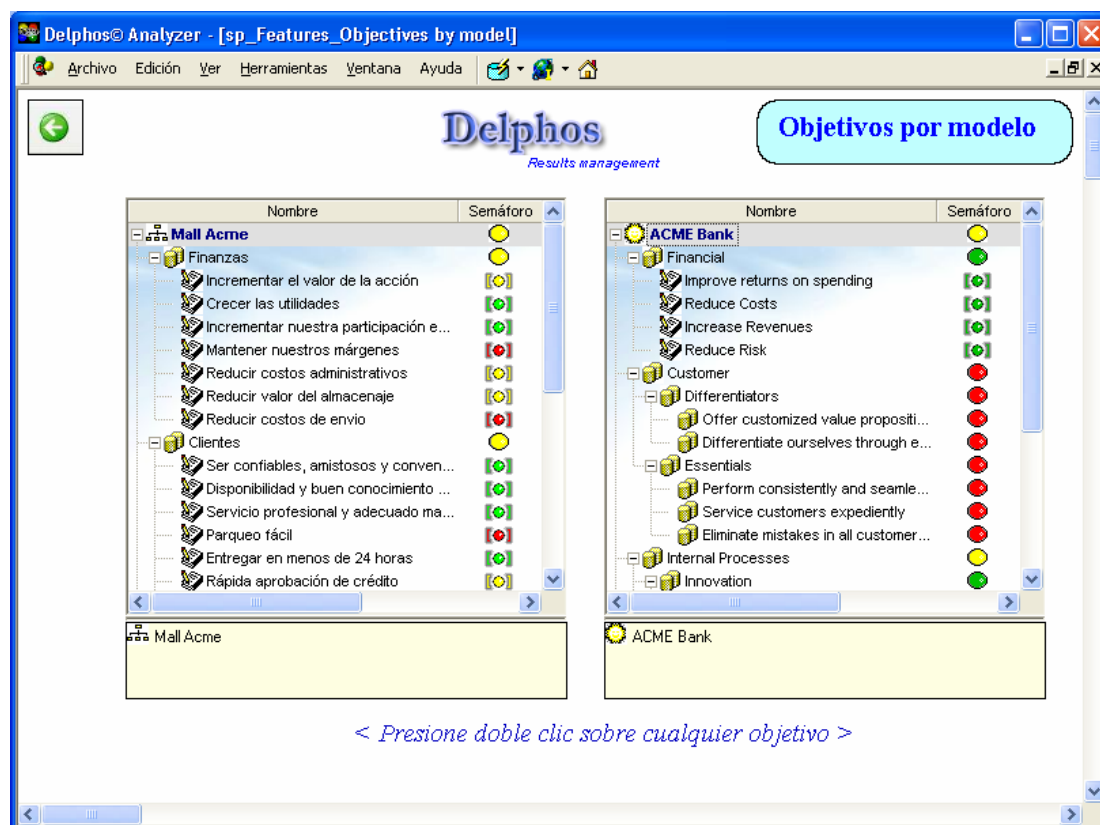 Delphos© Analyzer - [sp_Features_Objectives by model]
Archivo Edición Ver Herramientas Ventana Ayuda
Delphos
Results management
Objetivos por modelo
Nombre Semáforo
Mall Acme
Finanzas
Incrementar el valor de la acción
Crecer las utilidades
Incrementar nuestra participación e...
Mantener nuestros márgenes
Reducir costos administrativos
Reducir valor del almacenaje
Reducir costos de envio
Clientes
Ser confiables, amistosos y conven...
Disponibilidad y buen conocimiento ...
Servicio profesional y adecuado ma...
Parqueo fácil
Entregar en menos de 24 horas
Rápida aprobación de crédito
Mall Acme
Nombre Semáforo
ACME Bank
Financial
Improve returns on spending
Reduce Costs
Increase Revenues
Reduce Risk
Customer
Differentiators
Offer customized value propositi...
Differentiate ourselves through e...
Essentials
Perform consistently and seamle...
Service customers expediently
Eliminate mistakes in all customer...
Internal Processes
Innovation
ACME Bank
< Presione doble clic sobre cualquier objetivo >